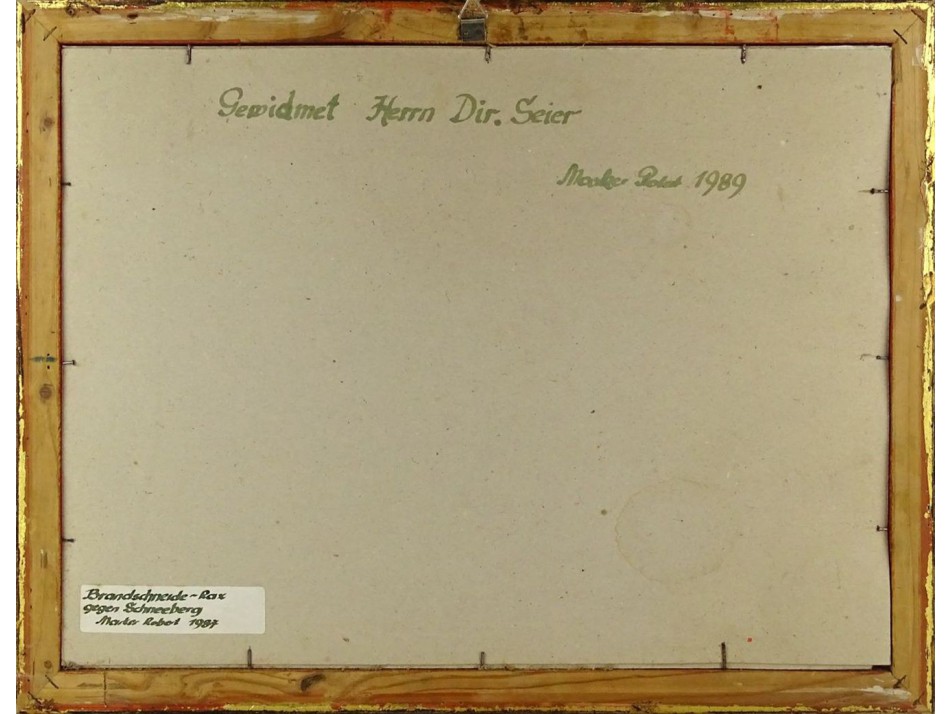 Gewidmet Herrn Dir. Seier
1989
Brandschneide - Rax
gegen Schneeberg
1987